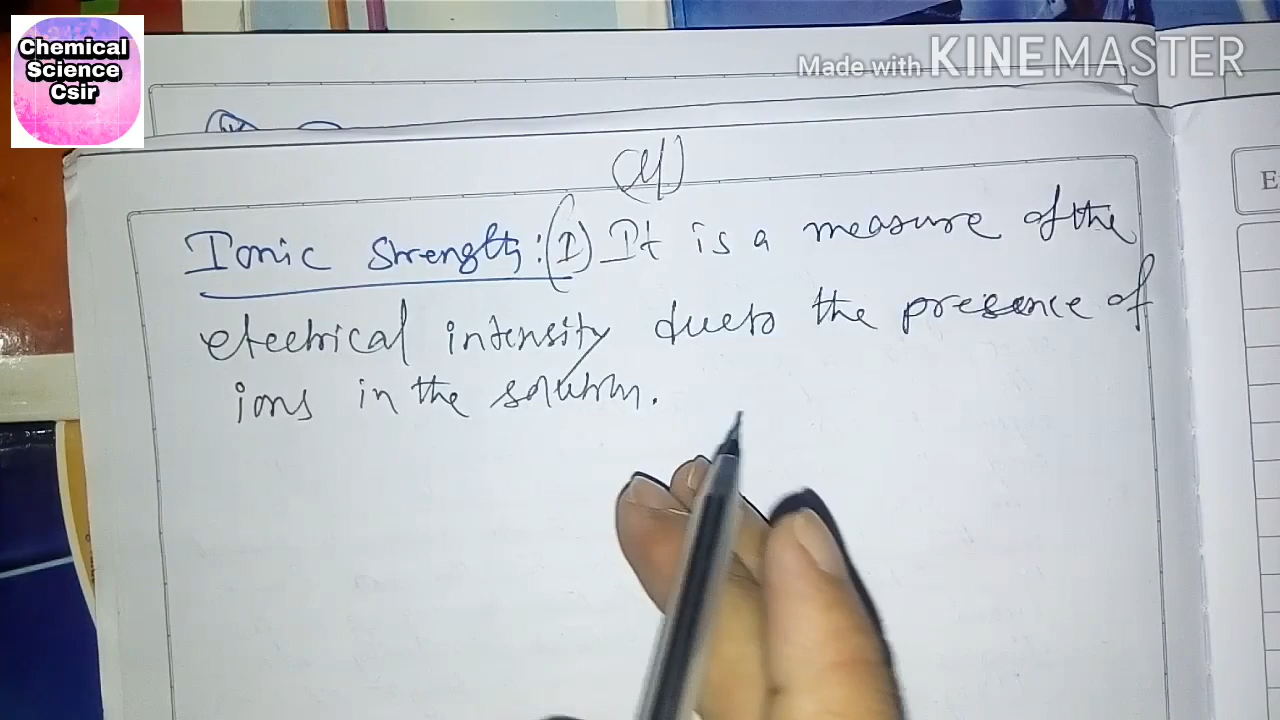 Chemical
Science
Csir
Made with KINEMASTER
(μ)
Ionic Strength: (I) It is a measure of the
electrical intensity due to the presence of
ions in the solution.
E